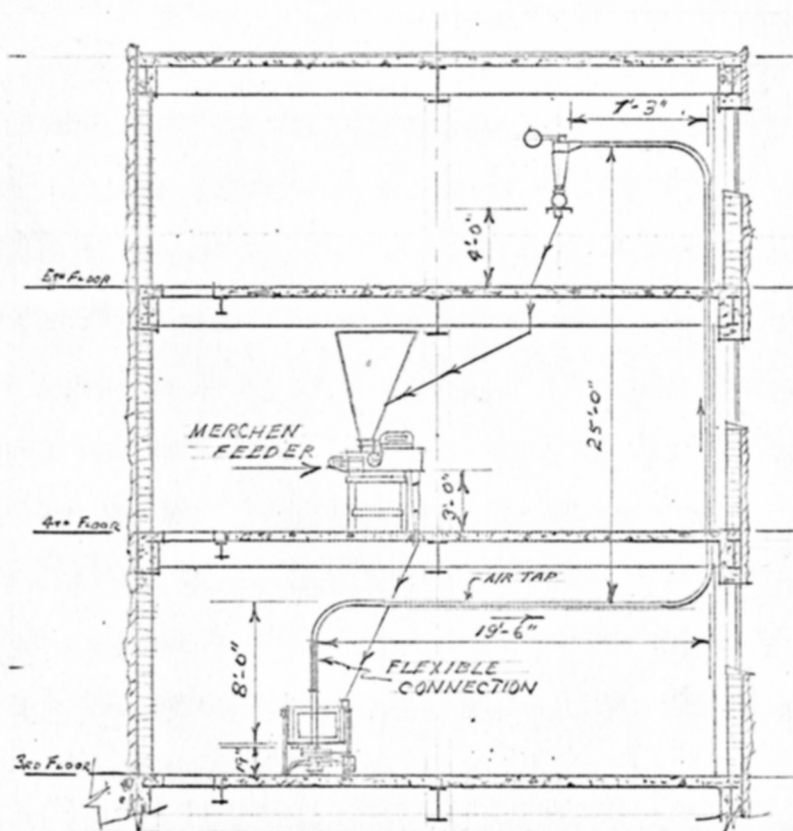 7'-3"
4'-0"
5TH FLOOR
25'-0"
MERCHEN
FEEDER
3'-0"
4TH FLOOR
AIR TAP
19'-6"
8'-0"
FLEXIBLE
CONNECTION
3RD FLOOR